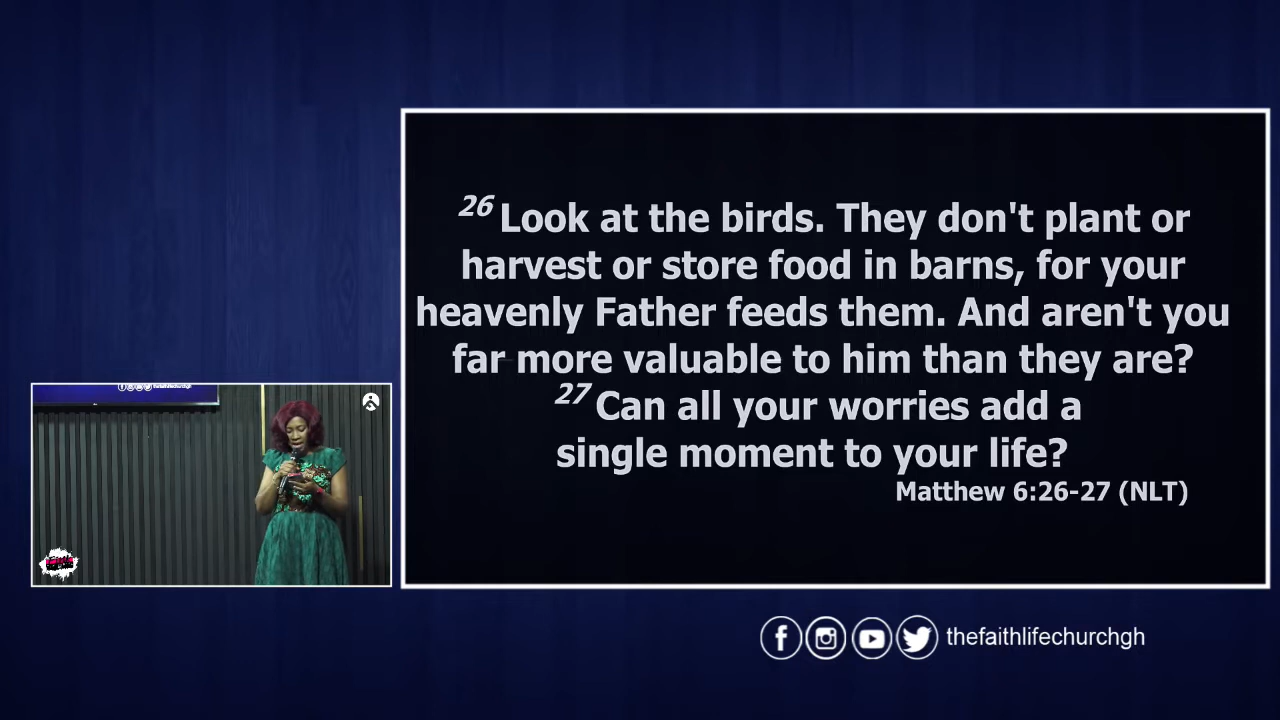 26 Look at the birds. They don't plant or
harvest or store food in barns, for your
heavenly Father feeds them. And aren't you
far more valuable to him than they are?
27 Can all your worries add a
single moment to your life?
Matthew 6:26-27 (NLT)
thefaithlifechurchgh
thefaithlifechurchgh